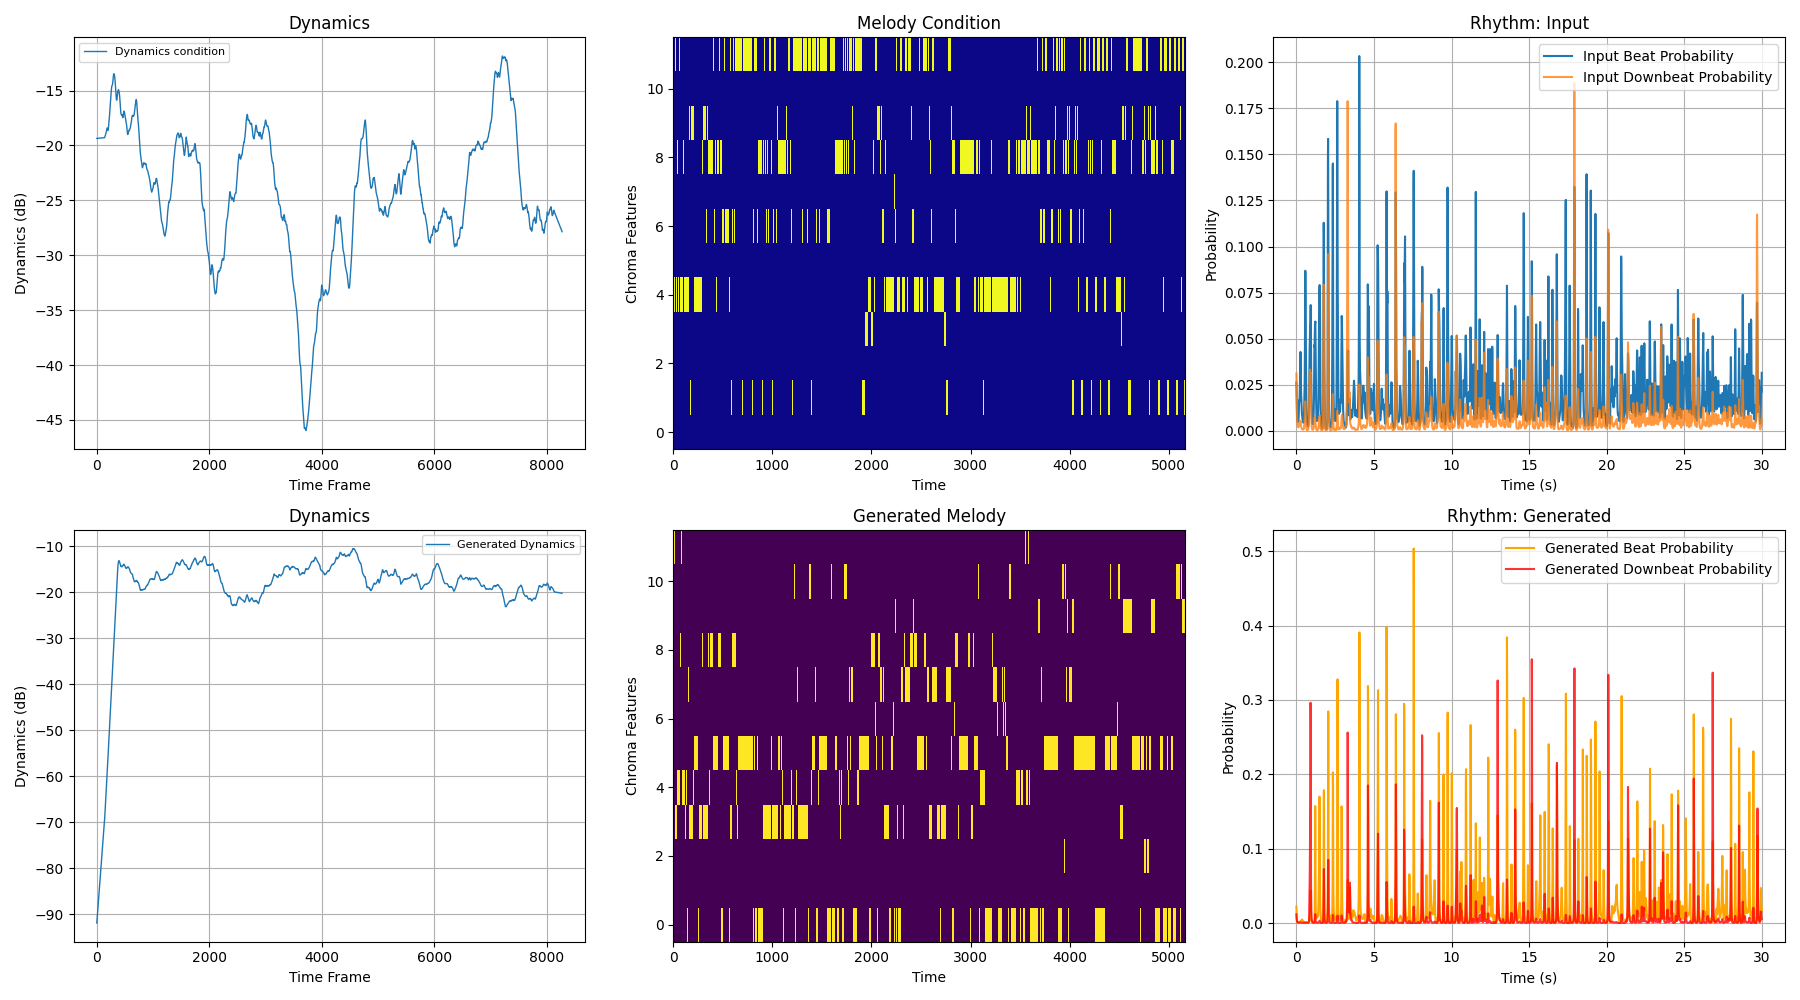 Dynamics
Dynamics condition
−15
−20
−25
−30
−35
−40
−45
Dynamics (dB)
0 2000 4000 6000 8000
Time Frame
Melody Condition
10
8
6
4
2
0
Chroma Features
0 1000 2000 3000 4000 5000
Time
Rhythm: Input
Input Beat Probability
Input Downbeat Probability
0.200
0.175
0.150
0.125
0.100
0.075
0.050
0.025
0.000
Probability
0 5 10 15 20 25 30
Time (s)
Dynamics
Generated Dynamics
−10
−20
−30
−40
−50
−60
−70
−80
−90
Dynamics (dB)
0 2000 4000 6000 8000
Time Frame
Generated Melody
10
8
6
4
2
0
Chroma Features
0 1000 2000 3000 4000 5000
Time
Rhythm: Generated
Generated Beat Probability
Generated Downbeat Probability
0.5
0.4
0.3
0.2
0.1
0.0
Probability
0 5 10 15 20 25 30
Time (s)